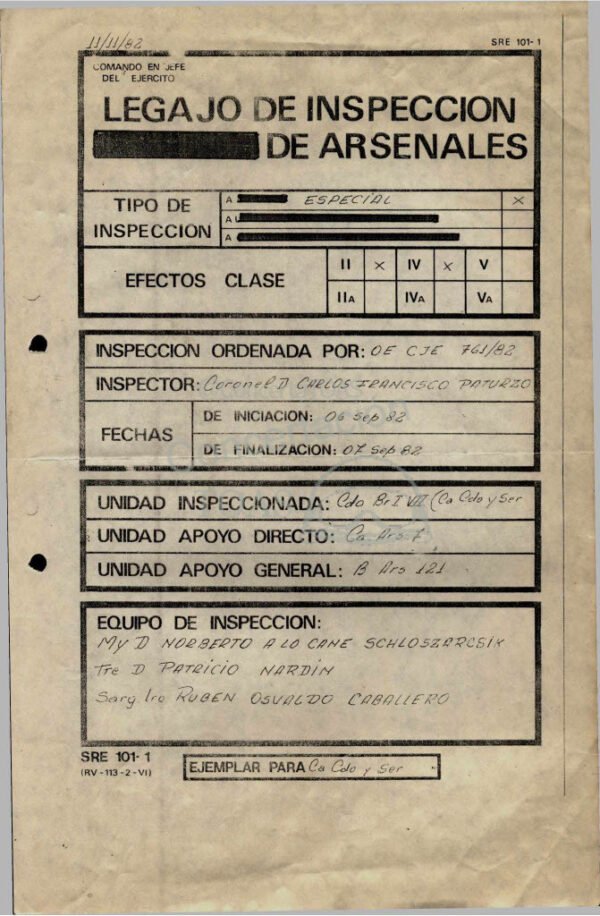 11/11/82
SRE 101-1
COMANDO EN JEFE
DEL EJERCITO
LEGAJO DE INSPECCION
DE ARSENALES
TIPO DE INSPECCION
A ESPECIAL X
A
A
EFECTOS CLASE
II X IV X V
IIA IVA VA
INSPECCION ORDENADA POR: OE CJE 761/82
INSPECTOR: Coronel D CARLOS FRANCISCO PATURZO
FECHAS
DE INICIACION: 06 Sep 82
DE FINALIZACION: 07 Sep 82
UNIDAD INSPECCIONADA: Cdo Br I VII (Ca Cdo y Ser
UNIDAD APOYO DIRECTO: Ca Ars
UNIDAD APOYO GENERAL: B Ars 121
EQUIPO DE INSPECCION:
My D NORBERTO A LO CANE
Tte D PATRICIO NARDIN
Sarg 1ro RUBEN OSVALDO CABALLERO
SRE 101-1
(RV-113-2-VI)
EJEMPLAR PARA Ca Cdo y Ser